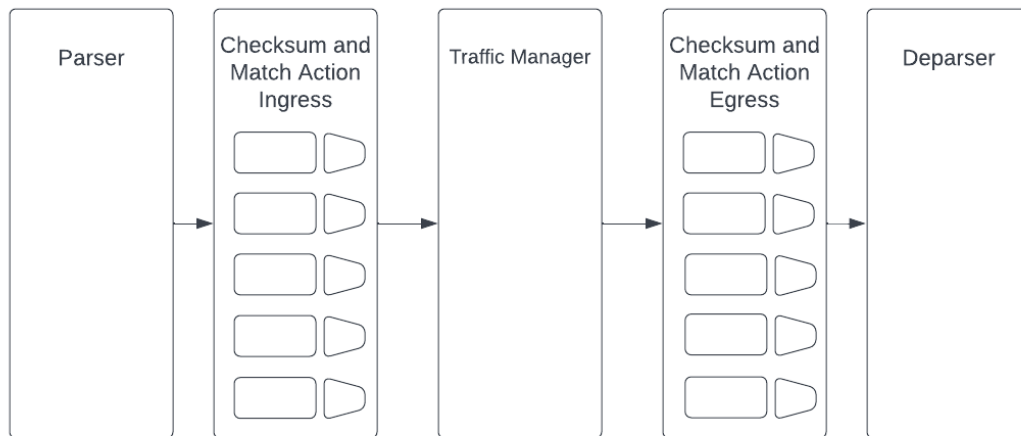 Parser
Checksum and
Match Action
Ingress
Traffic Manager
Checksum and
Match Action
Egress
Deparser